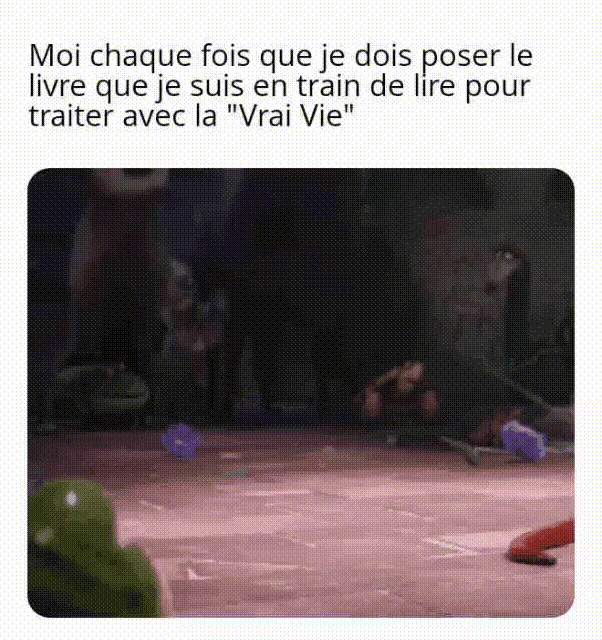 Moi chaque fois que je dois poser le
livre que je suis en train de lire pour
traiter avec la "Vrai Vie"